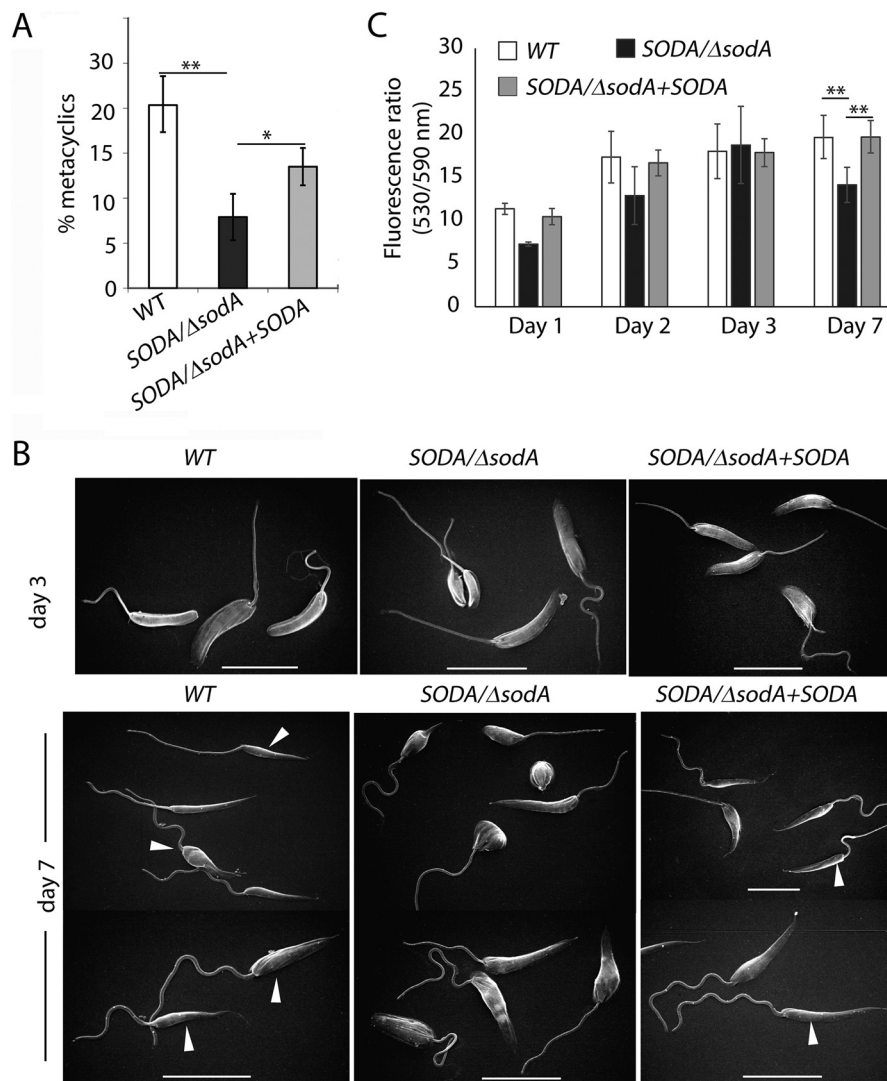 A
% metacyclics
30
25
20
15
10
5
0
**
*
WT
SODA/ΔsodA
SODA/ΔsodA+SODA
C
Fluorescence ratio
(530/590 nm)
30
25
20
15
10
5
0
WT
SODA/ΔsodA
SODA/ΔsodA+SODA
**
**
Day 1
Day 2
Day 3
Day 7
B
WT
SODA/ΔsodA
SODA/ΔsodA+SODA
day 3
WT
SODA/ΔsodA
SODA/ΔsodA+SODA
day 7